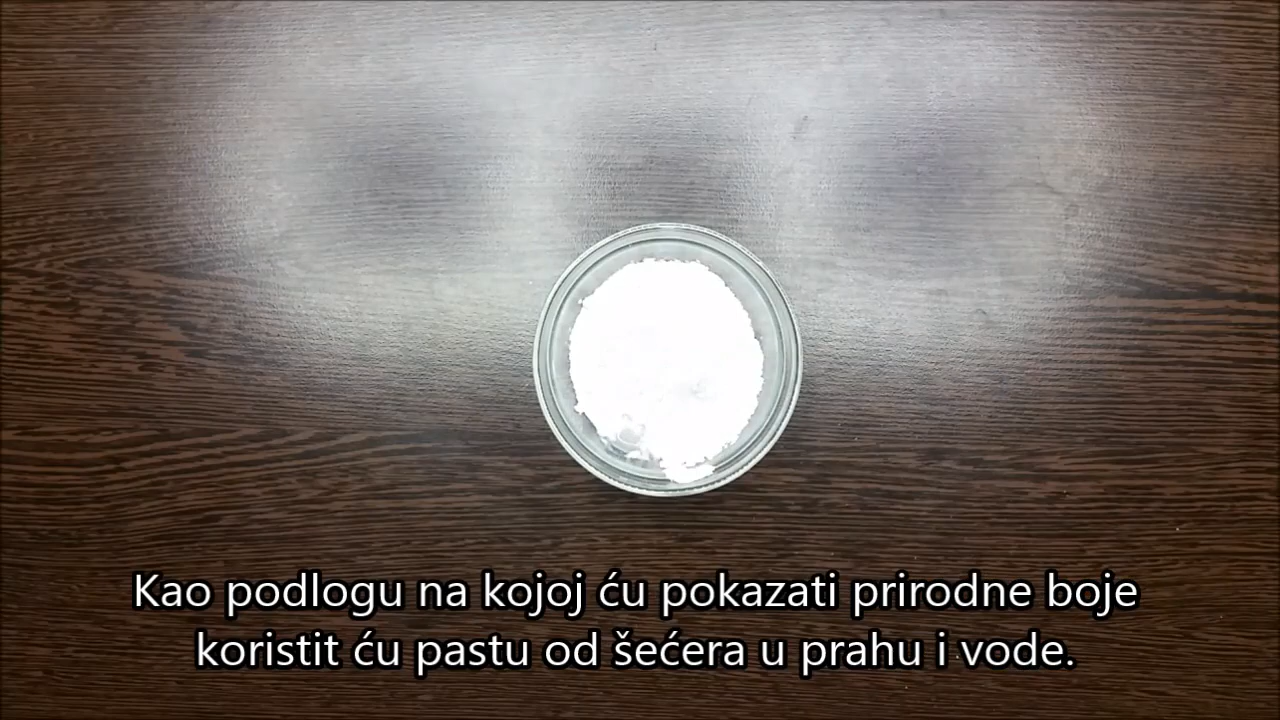 Kao podlogu na kojoj ću pokazati prirodne boje
koristit ću pastu od šećera u prahu i vode.